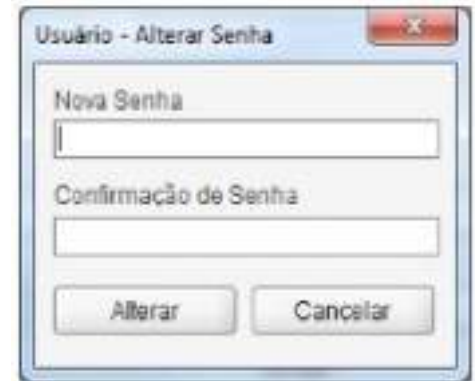 Usuário - Alterar Senha
Nova Senha
Confirmação de Senha
Alterar
Cancelar